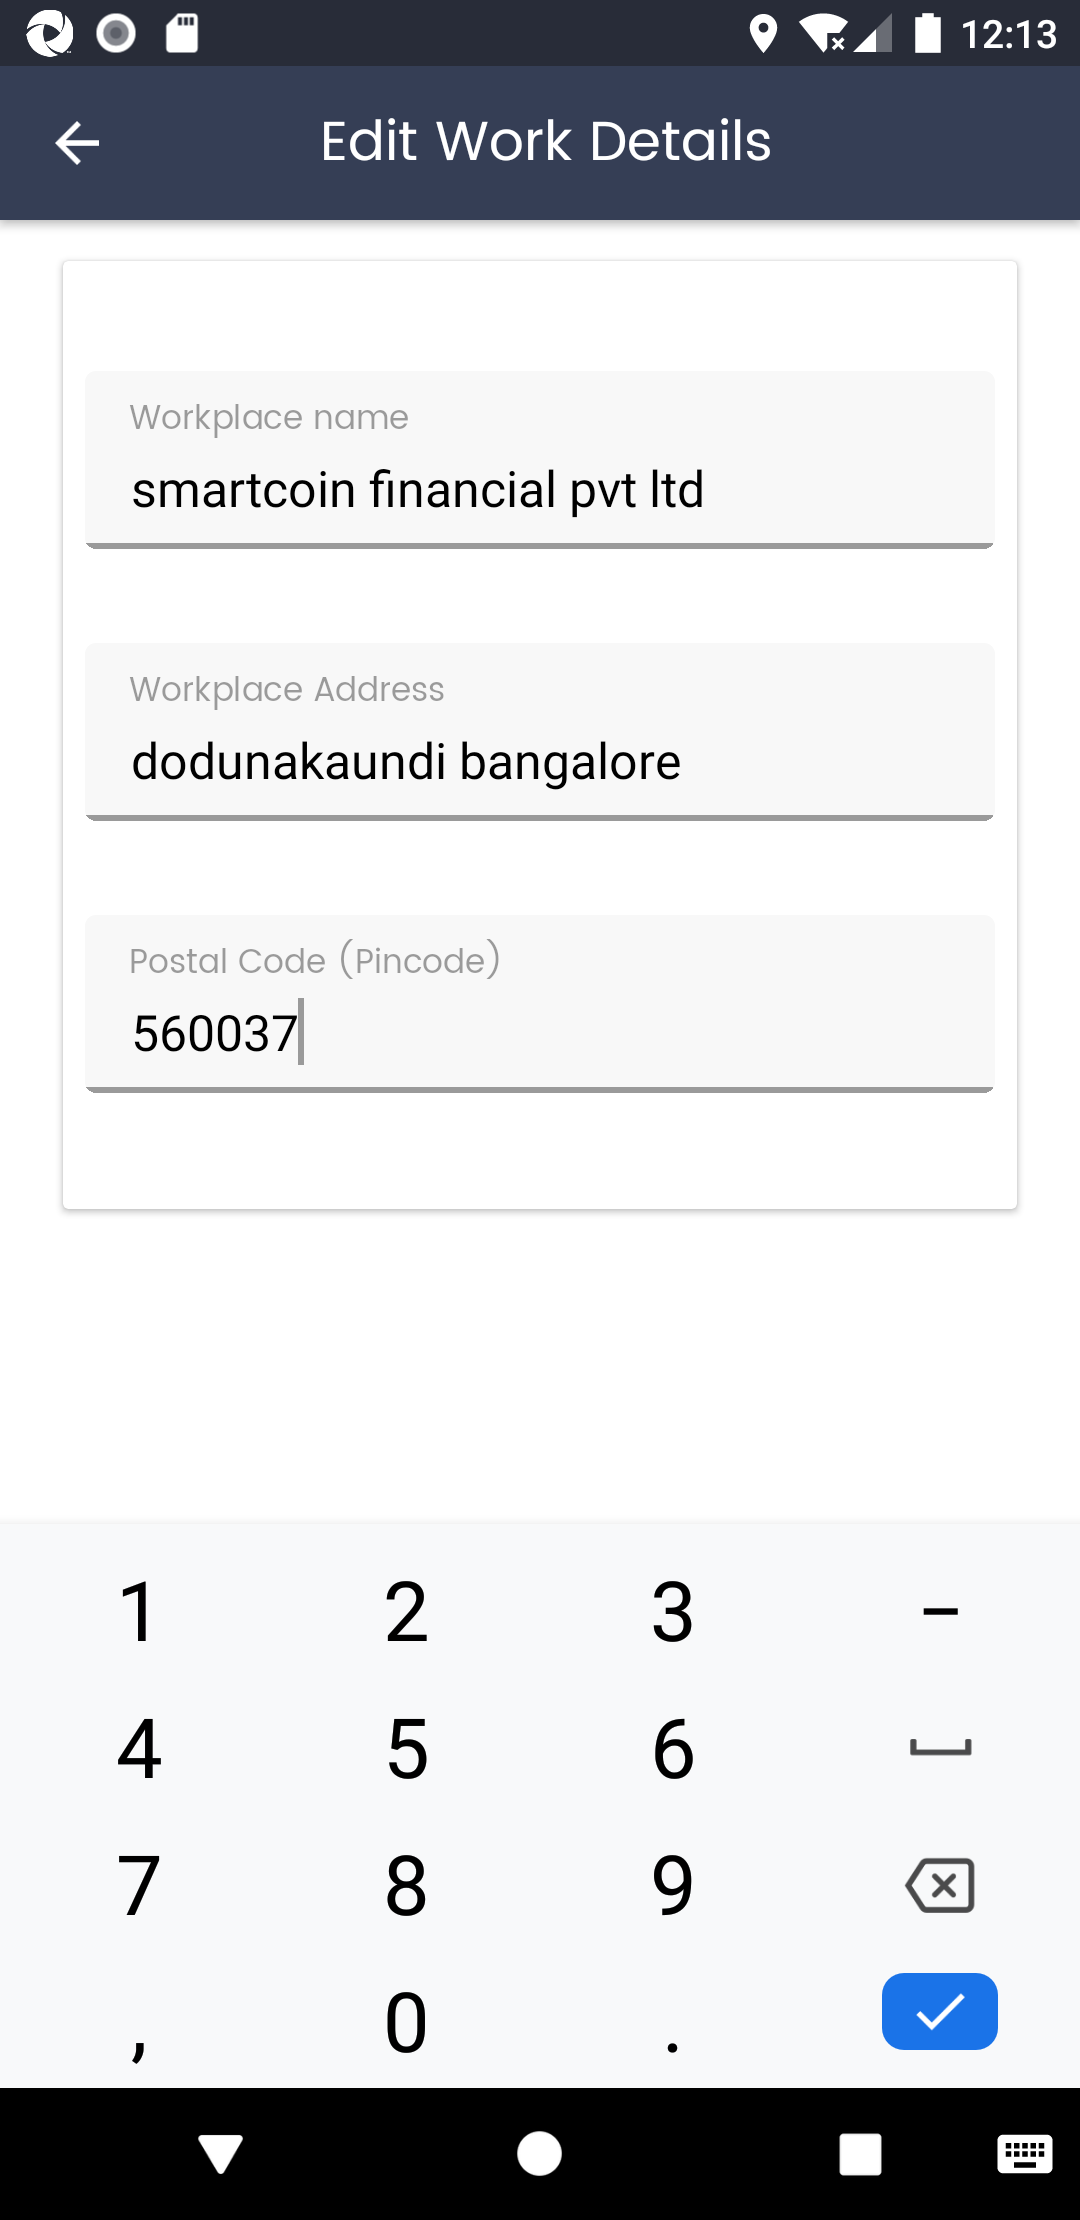 12:13
Edit Work Details
Workplace name
smartcoin financial pvt ltd
Workplace Address
dodunakaundi bangalore
Postal Code (Pincode)
560037
1 2 3 –
4 5 6
7 8 9
, 0 .